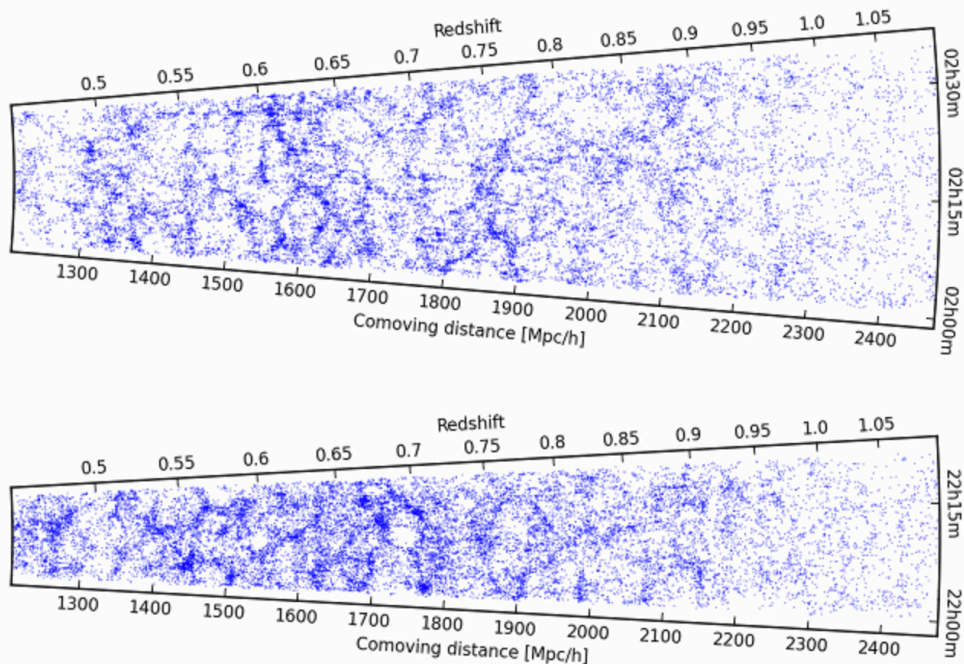 Redshift
0.5 0.55 0.6 0.65 0.7 0.75 0.8 0.85 0.9 0.95 1.0 1.05
02h30m
02h15m
02h00m
1300 1400 1500 1600 1700 1800 1900 2000 2100 2200 2300 2400
Comoving distance [Mpc/h]
Redshift
0.5 0.55 0.6 0.65 0.7 0.75 0.8 0.85 0.9 0.95 1.0 1.05
22h15m
22h00m
1300 1400 1500 1600 1700 1800 1900 2000 2100 2200 2300 2400
Comoving distance [Mpc/h]